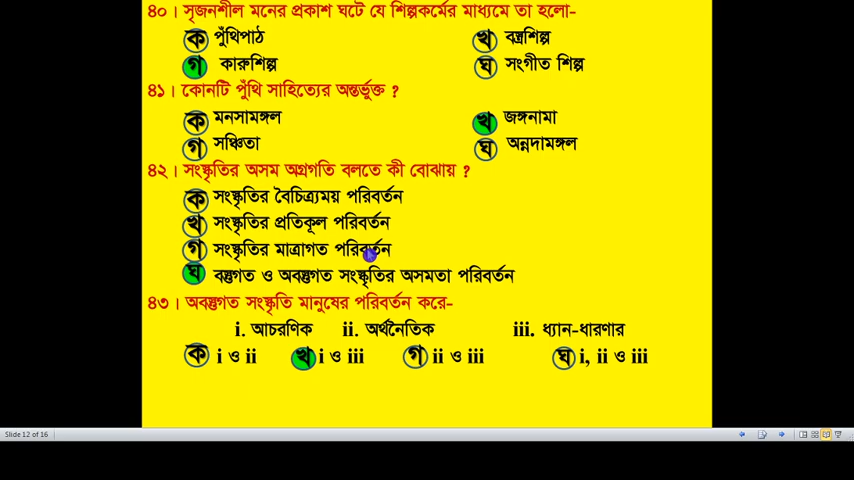 ৪০। সৃজনশীল মনের প্রকাশ ঘটে যে শিল্পকর্মের মাধ্যমে তা হলো-
ক পুঁথিপাঠ খ বস্ত্রশিল্প
গ কারুশিল্প ঘ সংগীত শিল্প
৪১। কোনটি পুঁথি সাহিত্যের অন্তর্ভুক্ত ?
ক মনসামঙ্গল খ জঙ্গনামা
গ সঞ্চিতা ঘ অন্নদামঙ্গল
৪২। সংস্কৃতির অসম অগ্রগতি বলতে কী বোঝায় ?
ক সংস্কৃতির বৈচিত্র্যময় পরিবর্তন
খ সংস্কৃতির প্রতিকূল পরিবর্তন
গ সংস্কৃতির মাত্রাগত পরিবর্তন
ঘ বস্তুগত ও অবস্তুগত সংস্কৃতির অসমতা পরিবর্তন
৪৩। অবস্তুগত সংস্কৃতি মানুষের পরিবর্তন করে-
i. আচরণিক ii. অর্থনৈতিক iii. ধ্যান-ধারণার
ক i ও ii খ i ও iii গ ii ও iii ঘ i, ii ও iii
Slide 12 of 16